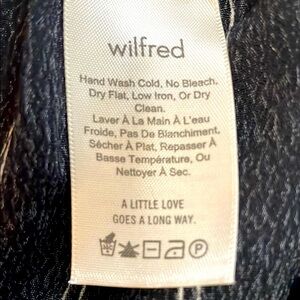 wilfred
Hand Wash Cold, No Bleach.
Dry Flat, Low Iron, Or Dry
Clean.
Laver À La Main À L'eau
Froide, Pas De Blanchiment,
Sécher À Plat, Repasser À
Basse Température, Ou
Nettoyer À Sec.
A LITTLE LOVE
GOES A LONG WAY.
P